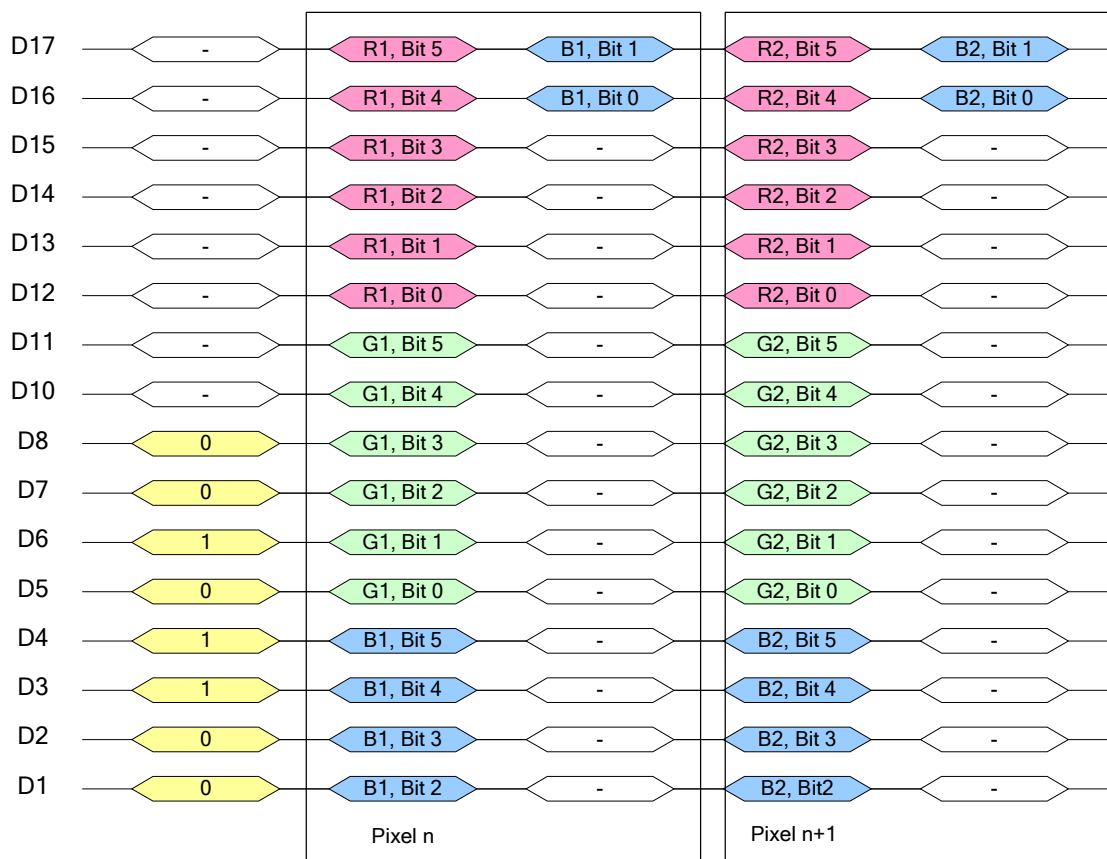 D17 - R1, Bit 5 B1, Bit 1 R2, Bit 5 B2, Bit 1
D16 - R1, Bit 4 B1, Bit 0 R2, Bit 4 B2, Bit 0
D15 - R1, Bit 3 - R2, Bit 3 -
D14 - R1, Bit 2 - R2, Bit 2 -
D13 - R1, Bit 1 - R2, Bit 1 -
D12 - R1, Bit 0 - R2, Bit 0 -
D11 - G1, Bit 5 - G2, Bit 5 -
D10 - G1, Bit 4 - G2, Bit 4 -
D8 0 G1, Bit 3 - G2, Bit 3 -
D7 0 G1, Bit 2 - G2, Bit 2 -
D6 1 G1, Bit 1 - G2, Bit 1 -
D5 0 G1, Bit 0 - G2, Bit 0 -
D4 1 B1, Bit 5 - B2, Bit 5 -
D3 1 B1, Bit 4 - B2, Bit 4 -
D2 0 B1, Bit 3 - B2, Bit 3 -
D1 0 B1, Bit 2 - B2, Bit2 -
Pixel n Pixel n+1